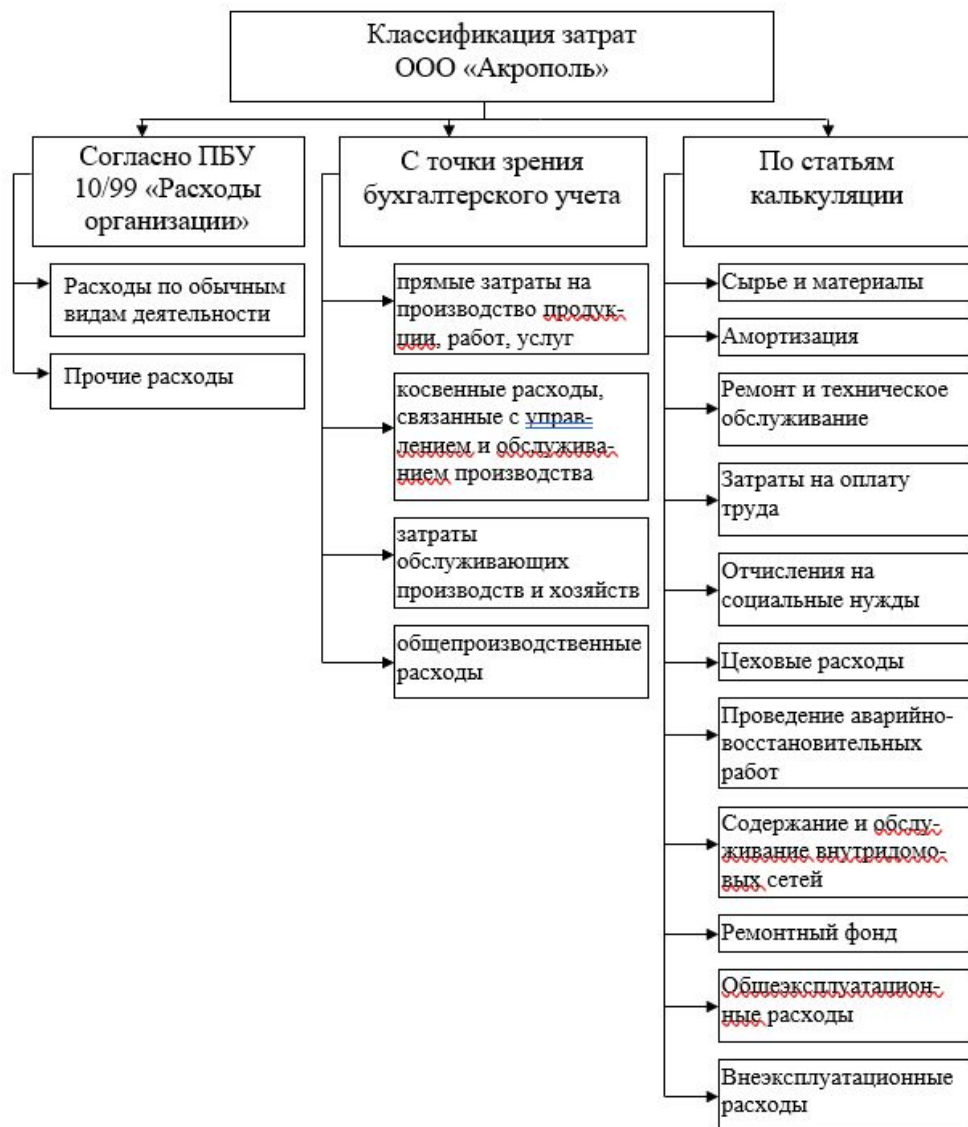 Классификация затрат
ООО «Акрополь»
Согласно ПБУ
10/99 «Расходы
организации»
Расходы по обычным
видам деятельности
Прочие расходы
С точки зрения
бухгалтерского учета
прямые затраты на
производство продук-
ции, работ, услуг
косвенные расходы,
связанные с управ-
лением и обслужива-
нием производства
затраты
обслуживающих
производств и хозяйств
общепроизводственные
расходы
По статьям
калькуляции
Сырье и материалы
Амортизация
Ремонт и техническое
обслуживание
Затраты на оплату
труда
Отчисления на
социальные нужды
Цеховые расходы
Проведение аварийно-
восстановительных
работ
Содержание и обслу-
живание внутридомо-
вых сетей
Ремонтный фонд
Общеэксплуатацион-
ные расходы
Внеэксплуатационные
расходы